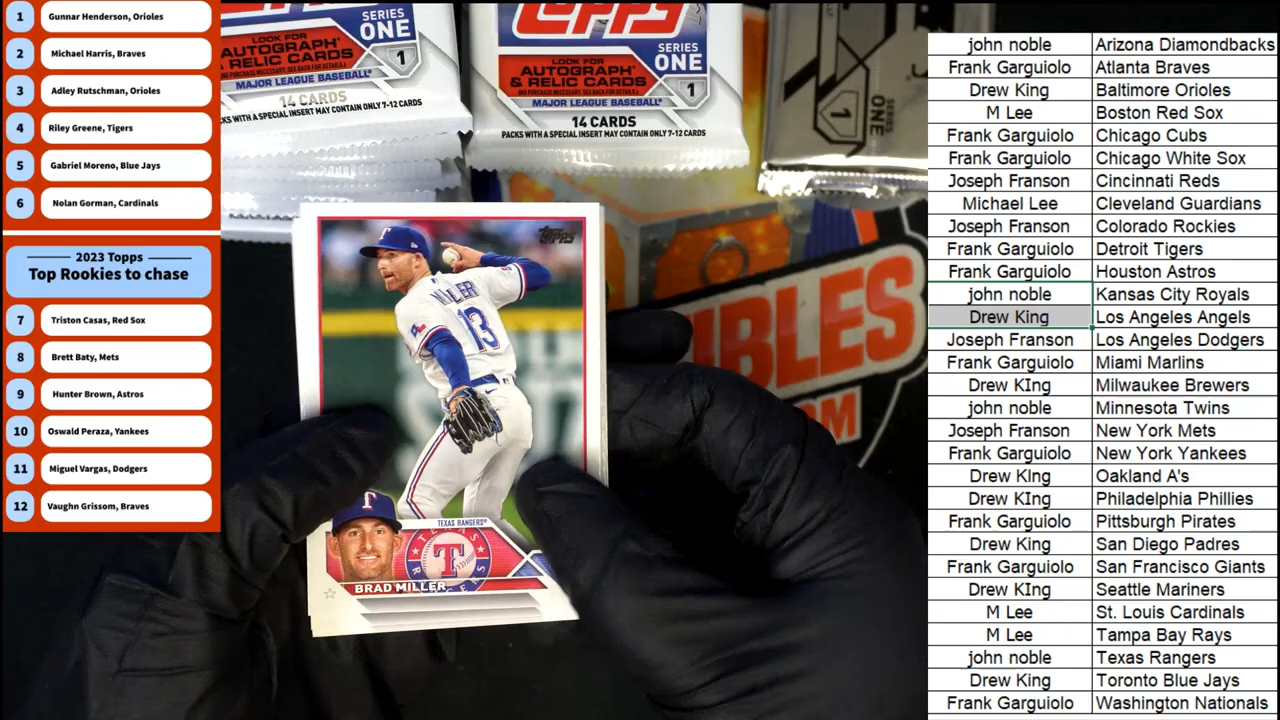 1 Gunnar Henderson, Orioles
2 Michael Harris, Braves
3 Adley Rutschman, Orioles
4 Riley Greene, Tigers
5 Gabriel Moreno, Blue Jays
6 Nolan Gorman, Cardinals
2023 Topps
Top Rookies to chase
7 Triston Casas, Red Sox
8 Brett Baty, Mets
9 Hunter Brown, Astros
10 Oswald Peraza, Yankees
11 Miguel Vargas, Dodgers
12 Vaughn Grissom, Braves
SERIES
ONE
LOOK FOR
AUTOGRAPH®
& RELIC CARDS
1
MAJOR LEAGUE BASEBALL®
14 CARDS
PACKS WITH A SPECIAL INSERT MAY CONTAIN ONLY 7-12 CARDS
Topps
SERIES
ONE
LOOK FOR
AUTOGRAPH®
& RELIC CARDS
(NO PURCHASE NECESSARY. SEE BACK FOR DETAILS.)
1
MAJOR LEAGUE BASEBALL®
14 CARDS
PACKS WITH A SPECIAL INSERT MAY CONTAIN ONLY 7-12 CARDS
1
SERIES
ONE
IBLES
OM
Topps
MILLER
13
T
TEXAS RANGERS®
T
BRAD MILLER
john noble Arizona Diamondbacks
Frank Garguiolo Atlanta Braves
Drew King Baltimore Orioles
M Lee Boston Red Sox
Frank Garguiolo Chicago Cubs
Frank Garguiolo Chicago White Sox
Joseph Franson Cincinnati Reds
Michael Lee Cleveland Guardians
Joseph Franson Colorado Rockies
Frank Garguiolo Detroit Tigers
Frank Garguiolo Houston Astros
john noble Kansas City Royals
Drew King Los Angeles Angels
Joseph Franson Los Angeles Dodgers
Frank Garguiolo Miami Marlins
Drew KIng Milwaukee Brewers
john noble Minnesota Twins
Joseph Franson New York Mets
Frank Garguiolo New York Yankees
Drew KIng Oakland A's
Drew KIng Philadelphia Phillies
Frank Garguiolo Pittsburgh Pirates
Drew King San Diego Padres
Frank Garguiolo San Francisco Giants
Drew KIng Seattle Mariners
M Lee St. Louis Cardinals
M Lee Tampa Bay Rays
john noble Texas Rangers
Drew King Toronto Blue Jays
Frank Garguiolo Washington Nationals